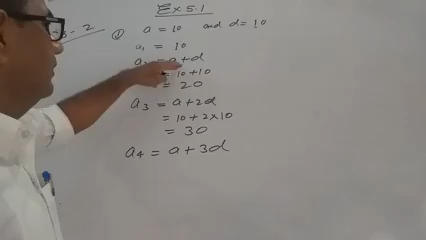 Ex 5.1
- 2
① a = 10 and d = 10
a₁ = 10
= a + d
= 10 + 10
= 20
a₃ = a + 2d
= 10 + 2 × 10
= 30
a₄ = a + 3d